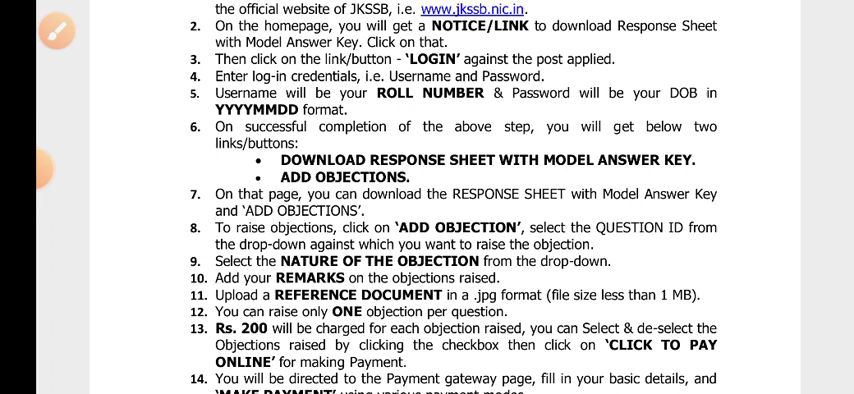 the official website of JKSSB, i.e. www.jkssb.nic.in.
2. On the homepage, you will get a NOTICE/LINK to download Response Sheet
with Model Answer Key. Click on that.
3. Then click on the link/button - ‘LOGIN’ against the post applied.
4. Enter log-in credentials, i.e. Username and Password.
5. Username will be your ROLL NUMBER & Password will be your DOB in
YYYYMMDD format.
6. On successful completion of the above step, you will get below two
links/buttons:
• DOWNLOAD RESPONSE SHEET WITH MODEL ANSWER KEY.
• ADD OBJECTIONS.
7. On that page, you can download the RESPONSE SHEET with Model Answer Key
and ‘ADD OBJECTIONS’.
8. To raise objections, click on ‘ADD OBJECTION’, select the QUESTION ID from
the drop-down against which you want to raise the objection.
9. Select the NATURE OF THE OBJECTION from the drop-down.
10. Add your REMARKS on the objections raised.
11. Upload a REFERENCE DOCUMENT in a .jpg format (file size less than 1 MB).
12. You can raise only ONE objection per question.
13. Rs. 200 will be charged for each objection raised, you can Select & de-select the
Objections raised by clicking the checkbox then click on ‘CLICK TO PAY
ONLINE’ for making Payment.
14. You will be directed to the Payment gateway page, fill in your basic details, and
‘MAKE PAYMENT’ using various payment modes.